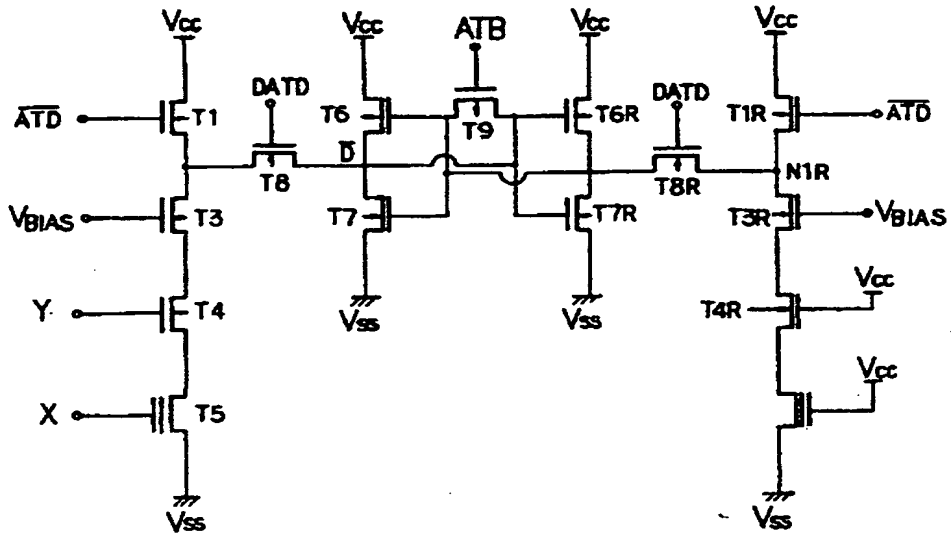 Vcc Vcc ATB Vcc Vcc
DATD DATD
ATD T1 T6 T9 T6R T1R ATD
D
T8 T8R N1R
VBIAS T3 T7 T7R T3R VBIAS
Y T4 Vss Vss T4R Vcc
X T5 Vcc
Vss Vss